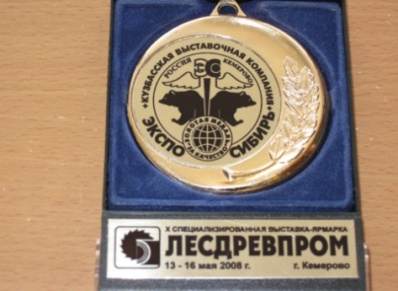 КУЗБАССКАЯ ВЫСТАВОЧНАЯ КОМПАНИЯ
РОССИЯ КЕМЕРОВО
ЭС
ЗОЛОТАЯ МЕДАЛЬ
ЗА КАЧЕСТВО
ЭКСПО СИБИРЬ
X СПЕЦИАЛИЗИРОВАННАЯ ВЫСТАВКА-ЯРМАРКА
ЛЕСДРЕВПРОМ
13 - 16 мая 2008 г. г. Кемерово